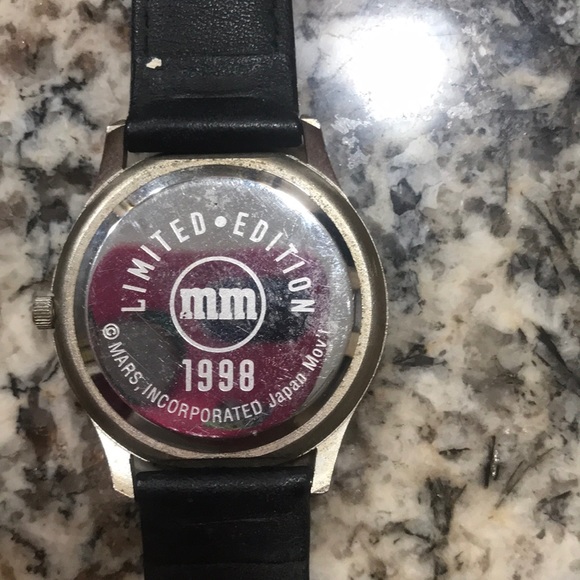 LIMITED•EDITION
mm
1998
©MARS, INCORPORATED Japan Mov't